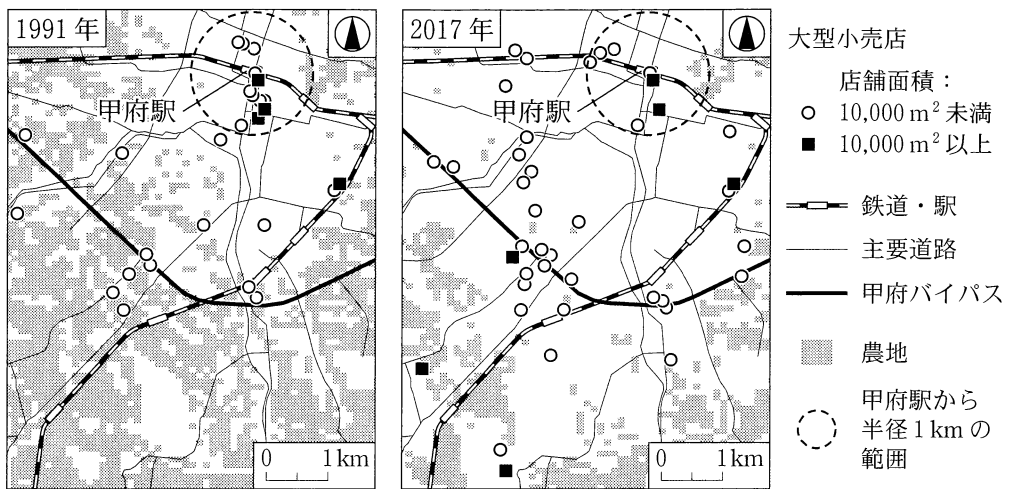 1991年
甲府駅
0 1km
2017年
甲府駅
0 1km
大型小売店
店舗面積：
10,000m²未満
10,000m²以上
鉄道・駅
主要道路
甲府バイパス
農地
甲府駅から
半径1kmの
範囲